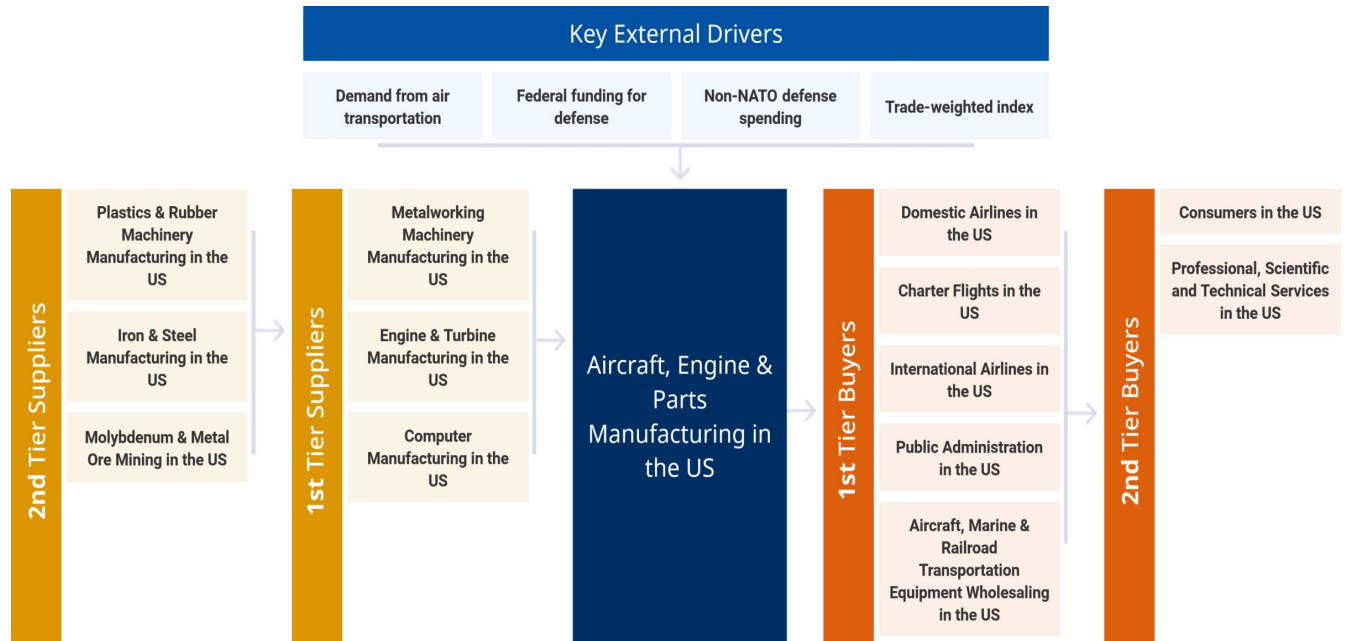 Key External Drivers
Demand from air
transportation
Federal funding for
defense
Non-NATO defense
spending
Trade-weighted index
2nd Tier Suppliers
Plastics & Rubber
Machinery
Manufacturing in the
US
Iron & Steel
Manufacturing in the
US
Molybdenum & Metal
Ore Mining in the US
1st Tier Suppliers
Metalworking
Machinery
Manufacturing in the
US
Engine & Turbine
Manufacturing in the
US
Computer
Manufacturing in the
US
Aircraft, Engine &
Parts
Manufacturing in
the US
1st Tier Buyers
Domestic Airlines in
the US
Charter Flights in the
US
International Airlines in
the US
Public Administration
in the US
Aircraft, Marine &
Railroad
Transportation
Equipment Wholesaling
in the US
2nd Tier Buyers
Consumers in the US
Professional, Scientific
and Technical Services
in the US